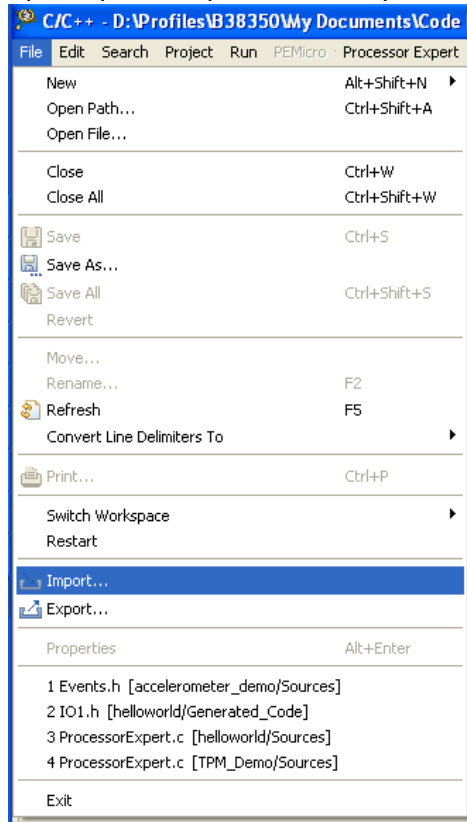 C/C++ - D:\Profiles\B38350\My Documents\Code
File Edit Search Project Run PEMicro Processor Expert
New Alt+Shift+N
Open Path... Ctrl+Shift+A
Open File...
Close Ctrl+W
Close All Ctrl+Shift+W
Save Ctrl+S
Save As...
Save All Ctrl+Shift+S
Revert
Move...
Rename... F2
Refresh F5
Convert Line Delimiters To
Print... Ctrl+P
Switch Workspace
Restart
Import...
Export...
Properties Alt+Enter
1 Events.h [accelerometer_demo/Sources]
2 IO1.h [helloworld/Generated_Code]
3 ProcessorExpert.c [helloworld/Sources]
4 ProcessorExpert.c [TPM_Demo/Sources]
Exit